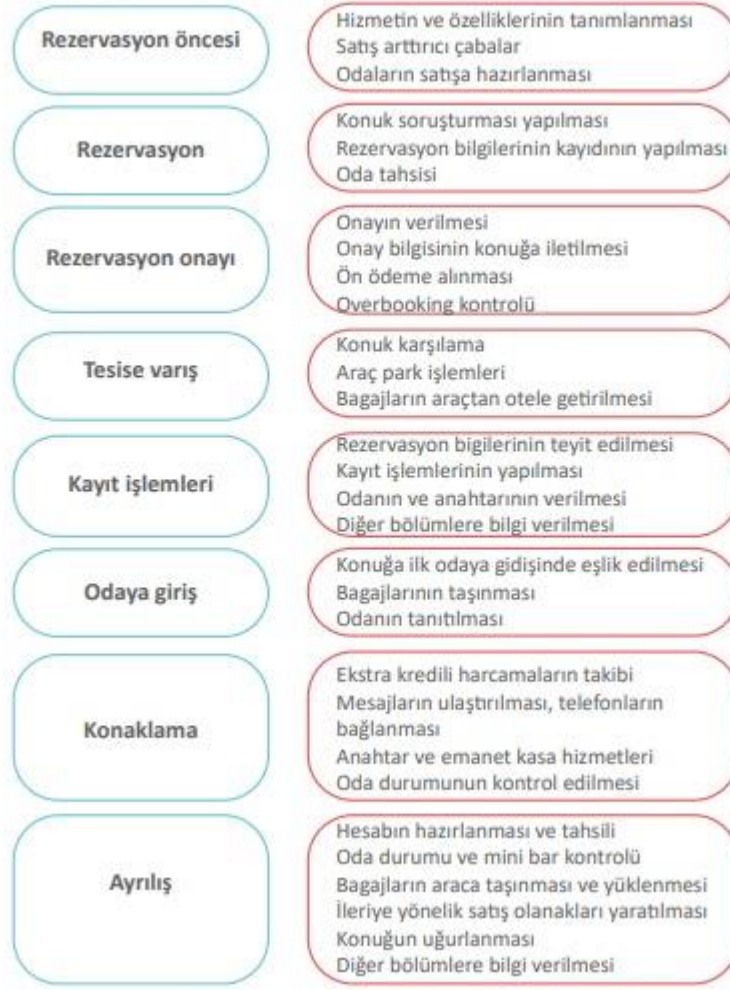 Rezervasyon öncesi
Hizmetin ve özelliklerinin tanımlanması
Satış arttırıcı çabalar
Odaların satışa hazırlanması
Rezervasyon
Konuk soruşturması yapılması
Rezervasyon bilgilerinin kayıdının yapılması
Oda tahsisi
Rezervasyon onayı
Onayın verilmesi
Onay bilgisinin konuğa iletilmesi
Ön ödeme alınması
Overbooking kontrolü
Tesise varış
Konuk karşılama
Araç park işlemleri
Bagajların araçtan otele getirilmesi
Kayıt işlemleri
Rezervasyon bigilerinin teyit edilmesi
Kayıt işlemlerinin yapılması
Odanın ve anahtarının verilmesi
Diğer bölümlere bilgi verilmesi
Odaya giriş
Konuğa ilk odaya gidişinde eşlik edilmesi
Bagajlarının taşınması
Odanın tanıtılması
Konaklama
Ekstra kredili harcamaların takibi
Mesajların ulaştırılması, telefonların
bağlanması
Anahtar ve emanet kasa hizmetleri
Oda durumunun kontrol edilmesi
Ayrılış
Hesabın hazırlanması ve tahsili
Oda durumu ve mini bar kontrolü
Bagajların araca taşınması ve yüklenmesi
İleriye yönelik satış olanakları yaratılması
Konuğun uğurlanması
Diğer bölümlere bilgi verilmesi